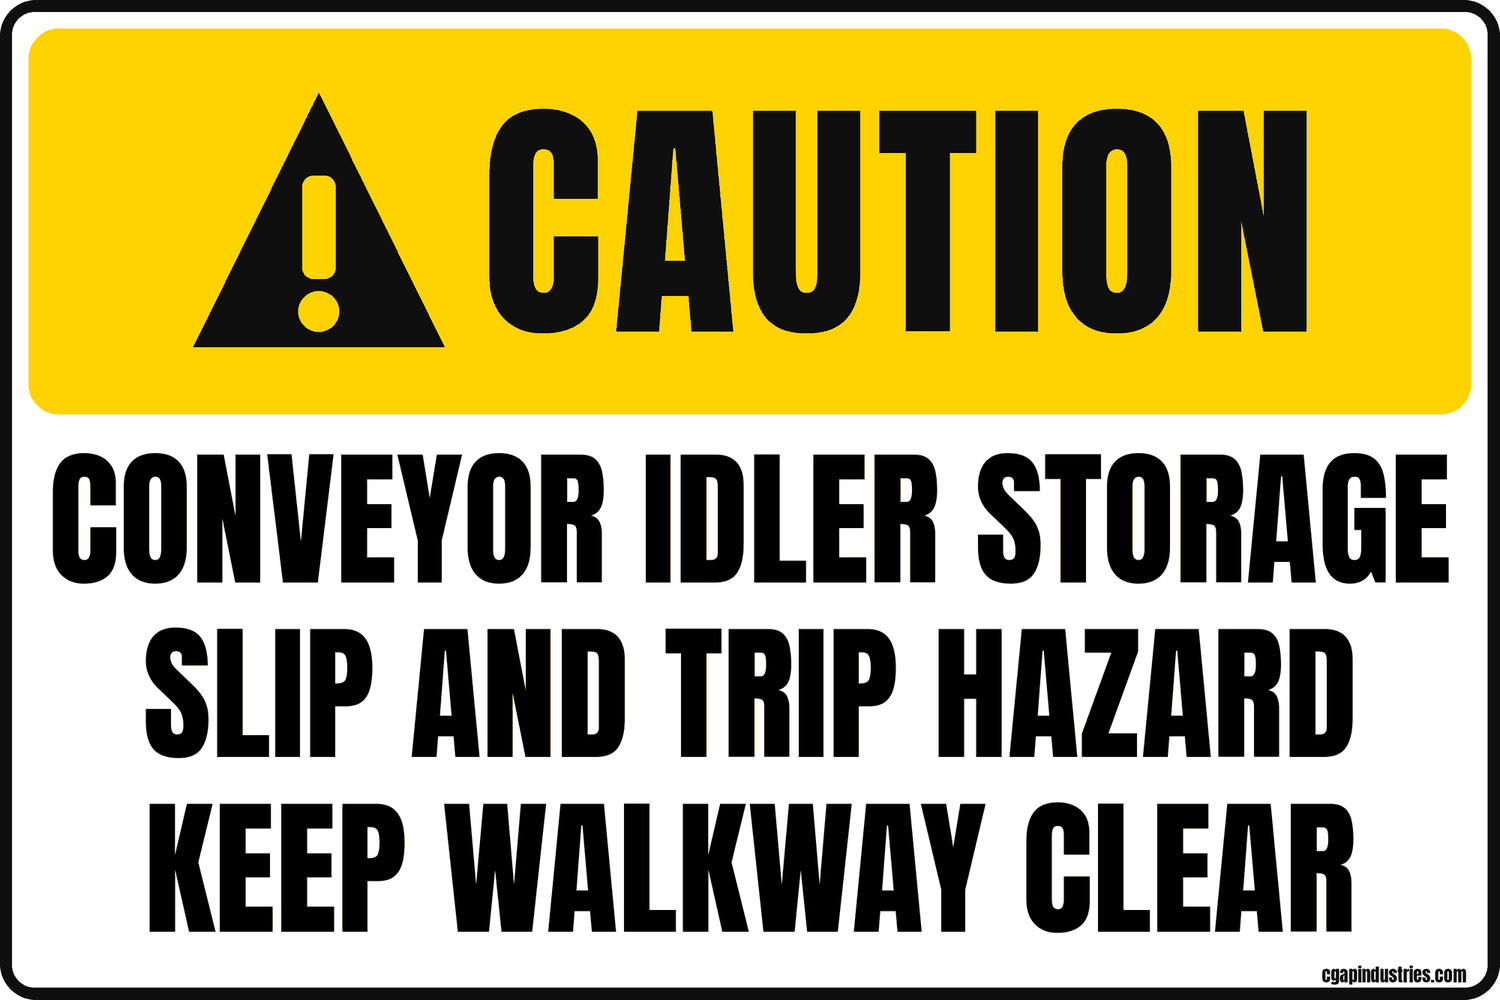 CAUTION
CONVEYOR IDLER STORAGE
SLIP AND TRIP HAZARD
KEEP WALKWAY CLEAR
cgapindustries.com